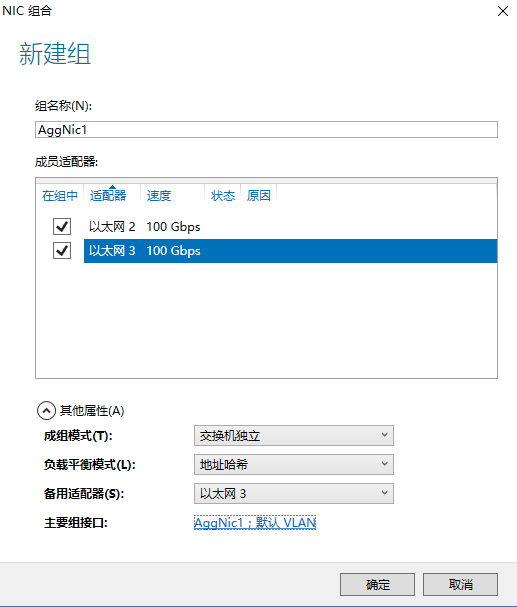 NIC 组合
新建组
组名称(N):
AggNic1
成员适配器:
在组中 适配器 速度 状态 原因
以太网 2 100 Gbps
以太网 3 100 Gbps
其他属性(A)
成组模式(T): 交换机独立
负载平衡模式(L): 地址哈希
备用适配器(S): 以太网 3
主要组接口: AggNic1；默认 VLAN
确定 取消